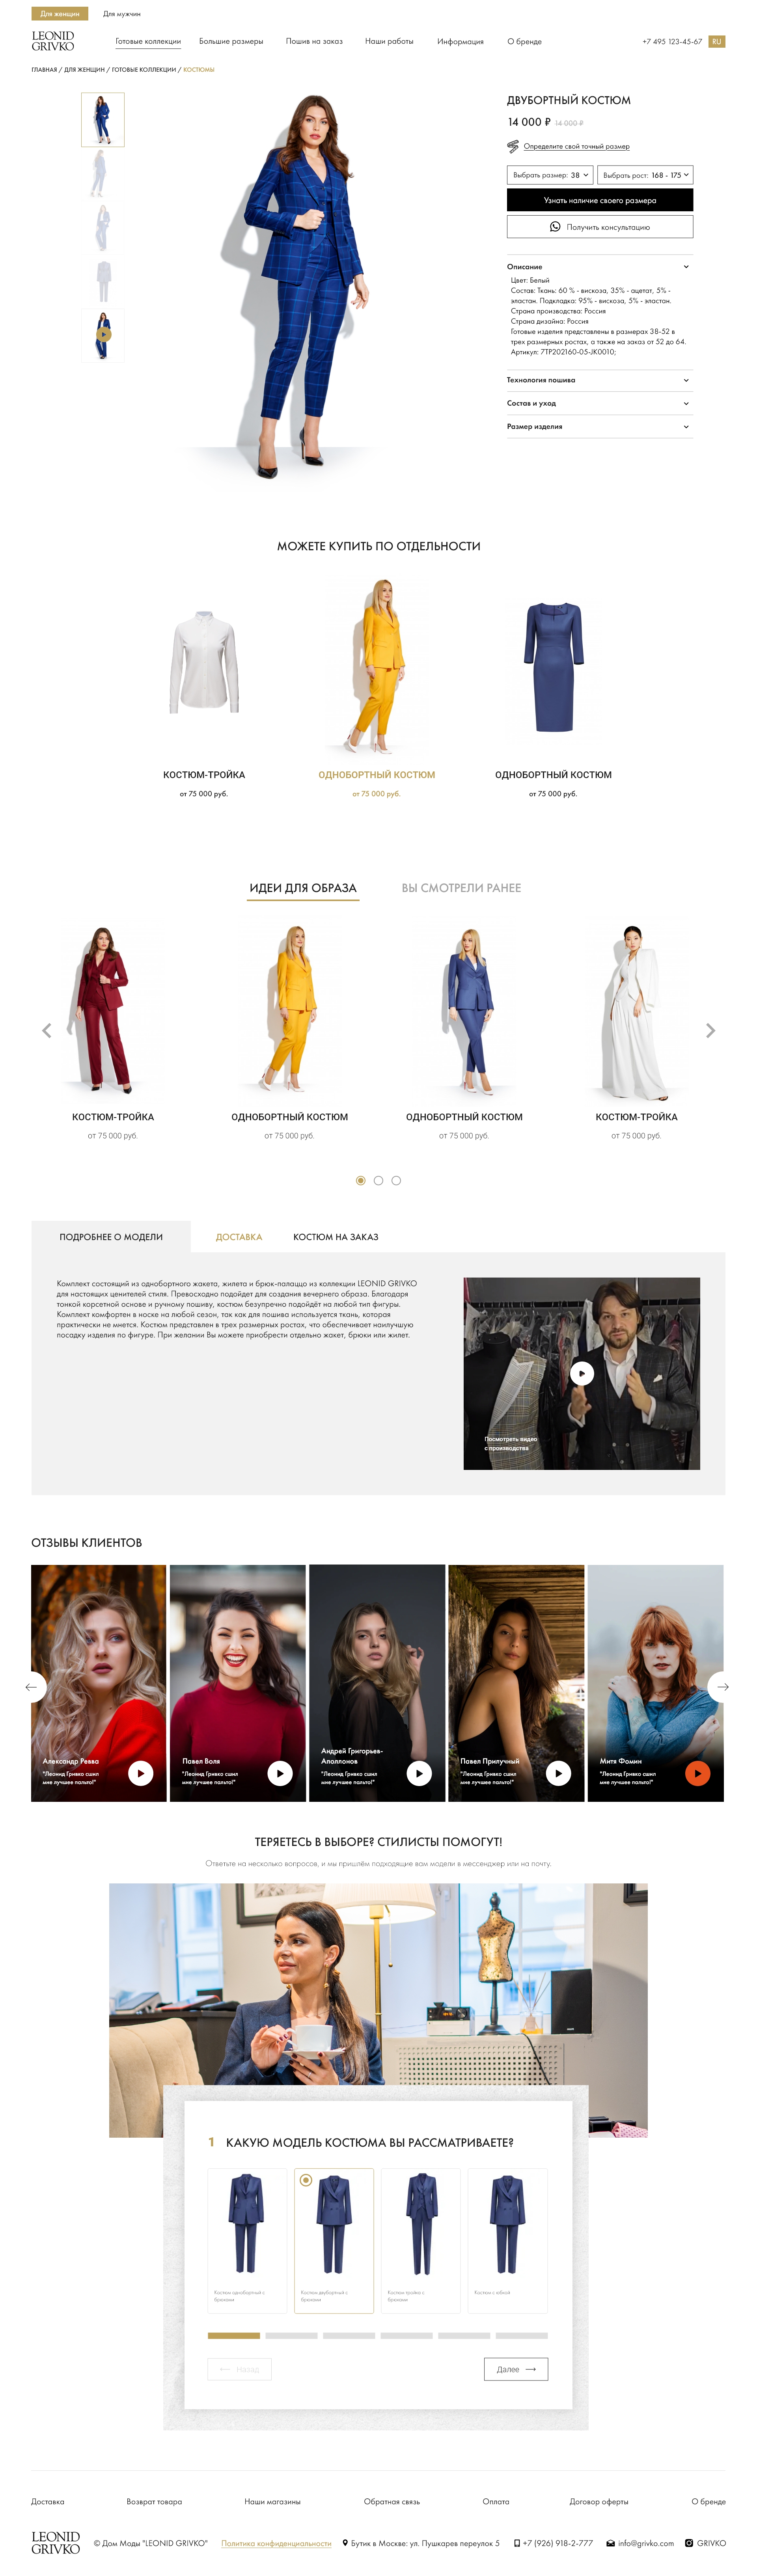 Для женщин
Для мужчин
LEONID
GRIVKO
Готовые коллекции
Большие размеры
Пошив на заказ
Наши работы
Информация
О бренде
+7 495 123-45-67
RU
ГЛАВНАЯ / ДЛЯ ЖЕНЩИН / ГОТОВЫЕ КОЛЛЕКЦИИ / КОСТЮМЫ
ДВУБОРТНЫЙ КОСТЮМ
14 000 ₽ 14 000 ₽
Определите свой точный размер
Выбрать размер: 38
Выбрать рост: 168 - 175
Узнать наличие своего размера
Получить консультацию
Описание
Цвет: Белый
Состав: Ткань: 60 % - вискоза, 35% - ацетат, 5% -
эластан. Подкладка: 95% - вискоза, 5% - эластан.
Страна производства: Россия
Страна дизайна: Россия
Готовые изделия представлены в размерах 38-52 в
трех размерных ростах, а также на заказ от 52 до 64.
Артикул: 7TP202160-05-JK0010;
Технология пошива
Состав и уход
Размер изделия
МОЖЕТЕ КУПИТЬ ПО ОТДЕЛЬНОСТИ
КОСТЮМ-ТРОЙКА
ОДНОБОРТНЫЙ КОСТЮМ
ОДНОБОРТНЫЙ КОСТЮМ
от 75 000 руб.
от 75 000 руб.
от 75 000 руб.
ИДЕИ ДЛЯ ОБРАЗА
ВЫ СМОТРЕЛИ РАНЕЕ
КОСТЮМ-ТРОЙКА
ОДНОБОРТНЫЙ КОСТЮМ
ОДНОБОРТНЫЙ КОСТЮМ
КОСТЮМ-ТРОЙКА
от 75 000 руб.
от 75 000 руб.
от 75 000 руб.
от 75 000 руб.
ПОДРОБНЕЕ О МОДЕЛИ
ДОСТАВКА
КОСТЮМ НА ЗАКАЗ
Комплект состоящий из однобортного жакета, жилета и брюк-палаццо из коллекции LEONID GRIVKO
для настоящих ценителей стиля. Превосходно подойдет для создания вечернего образа. Благодаря
тонкой корсетной основе и ручному пошиву, костюм безупречно подойдёт на любой тип фигуры.
Комплект комфортен в носке на любой сезон, так как для пошива используется ткань, которая
практически не мнется. Костюм представлен в трех размерных ростах, что обеспечивает наилучшую
посадку изделия по фигуре. При желании Вы можете приобрести отдельно жакет, брюки или жилет.
Посмотреть видео
с производства
ОТЗЫВЫ КЛИЕНТОВ
Александр Ревва
"Леонид Гривко сшил
мне лучшее пальто!"
Павел Воля
"Леонид Гривко сшил
мне лучшее пальто!"
Андрей Григорьев-
Апполонов
"Леонид Гривко сшил
мне лучшее пальто!"
Павел Прилучный
"Леонид Гривко сшил
мне лучшее пальто!"
Митя Фомин
"Леонид Гривко сшил
мне лучшее пальто!"
ТЕРЯЕТЕСЬ В ВЫБОРЕ? СТИЛИСТЫ ПОМОГУТ!
Ответьте на несколько вопросов, и мы пришлём подходящие вам модели в мессенджер или на почту.
1 КАКУЮ МОДЕЛЬ КОСТЮМА ВЫ РАССМАТРИВАЕТЕ?
Костюм однобортный с
брюками
Костюм двубортный с
брюками
Костюм тройка с
брюками
Костюм с юбкой
Назад
Далее
Доставка
Возврат товара
Наши магазины
Обратная связь
Оплата
Договор оферты
О бренде
LEONID
GRIVKO
© Дом Моды "LEONID GRIVKO"
Политика конфиденциальности
Бутик в Москве: ул. Пушкарев переулок 5
+7 (926) 918-2-777
info@grivko.com
GRIVKO